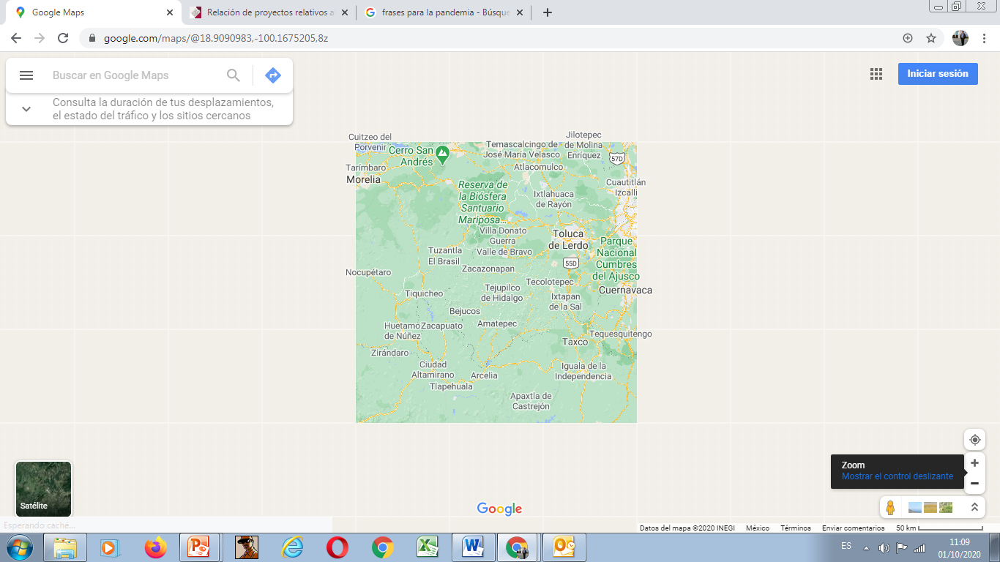 Google Maps
Relación de proyectos relativos a
frases para la pandemia - Búsque
google.com/maps/@18.9090983,-100.1675205,8z
Buscar en Google Maps
Iniciar sesión
Consulta la duración de tus desplazamientos,
el estado del tráfico y los sitios cercanos
Cuitzeo del
Porvenir
Cerro San
Andrés
Temascalcingo de
José María Velasco
Jilotepec
de Molina
Enríquez
57D
Tarímbaro
Morelia
Atlacomulco
Cuautitlán
Izcalli
Reserva de
la Biósfera
Santuario
Mariposa...
Ixtlahuaca
de Rayón
Villa Donato
Guerra
Toluca
de Lerdo
Parque
Nacional
Cumbres
del Ajusco
Tuzantla
El Brasil
Valle de Bravo
55D
Nocupétaro
Zacazonapan
Tecolotepec
Cuernavaca
Tiquicheo
Tejupilco
de Hidalgo
Ixtapan
de la Sal
Bejucos
Huetamo
de Núñez
Zacapuato
Amatepec
Tequesquitengo
Taxco
Zirándaro
Ciudad
Altamirano
Arcelia
Iguala de la
Independencia
Tlapehuala
Apaxtla de
Castrejón
Zoom
Mostrar el control deslizante
Satélite
Google
Esperando caché...
Datos del mapa ©2020 INEGI México Términos Enviar comentarios 50 km
ES
11:09
01/10/2020